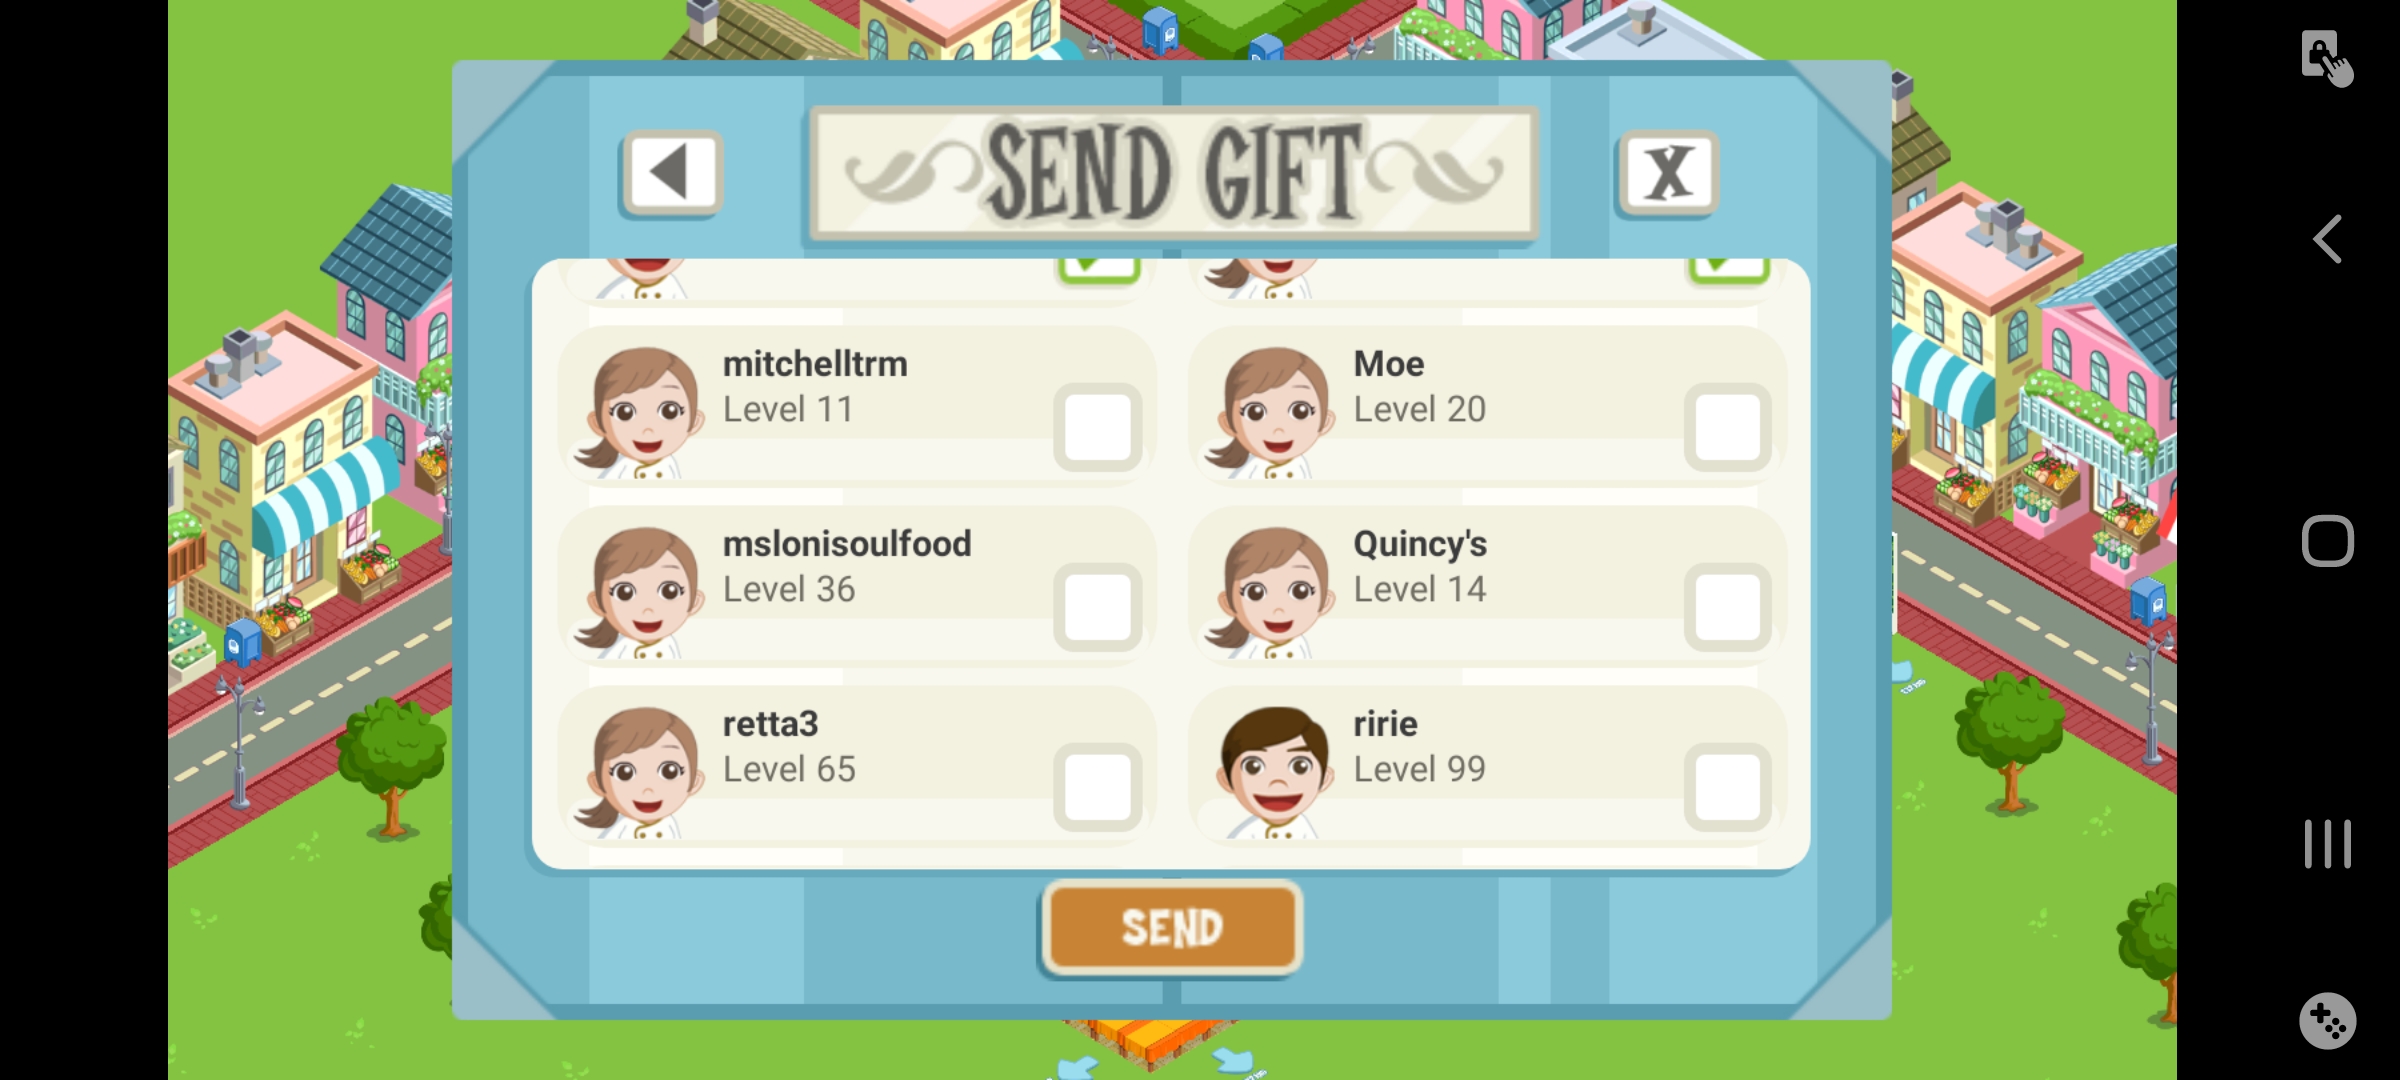 SEND GIFT
X
mitchelltrm
Level 11
Moe
Level 20
mslonisoulfood
Level 36
Quincy's
Level 14
retta3
Level 65
ririe
Level 99
SEND